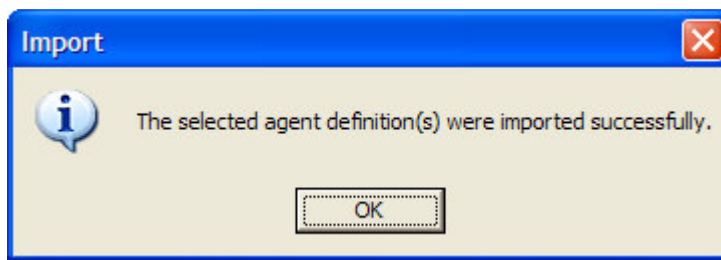 Import
The selected agent definition(s) were imported successfully.
OK